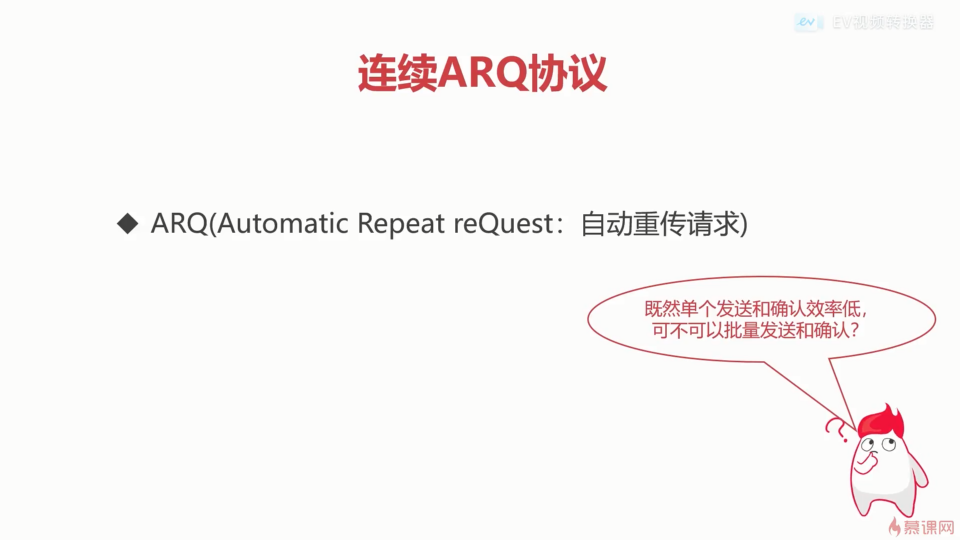 EV视频转换器
连续ARQ协议
ARQ(Automatic Repeat reQuest：自动重传请求)
既然单个发送和确认效率低，
可不可以批量发送和确认？
慕课网